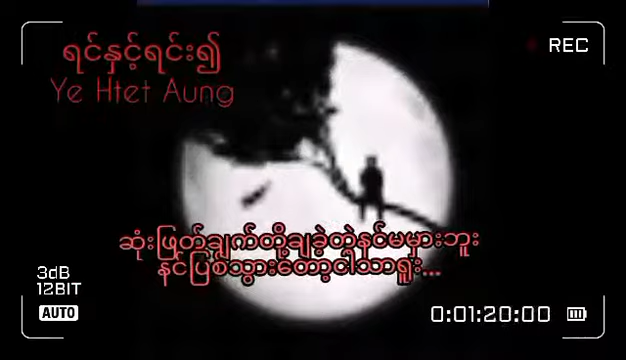 ရင်နှင့်ရင်း၍
REC
Ye Htet Aung
ဆုံးဖြတ်ချက်တို့ချခဲ့တဲ့နင်မမှားဘူး
နင်ပြစ်သွားတော့ငါသာရူး...
3dB
12BIT
AUTO
0:01:20:00